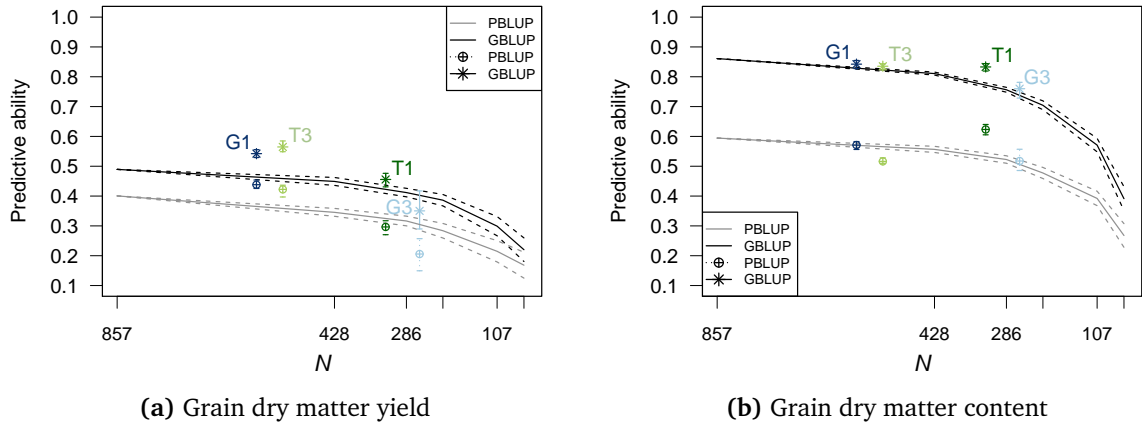 1.0
0.9
0.8
0.7
0.6
0.5
0.4
0.3
0.2
0.1
Predictive ability
PBLUP
GBLUP
PBLUP
GBLUP
G1
T3
T1
G3
857
428
286
107
N
(a) Grain dry matter yield
1.0
0.9
0.8
0.7
0.6
0.5
0.4
0.3
0.2
0.1
Predictive ability
G1
T3
T1
G3
PBLUP
GBLUP
PBLUP
GBLUP
857
428
286
107
N
(b) Grain dry matter content